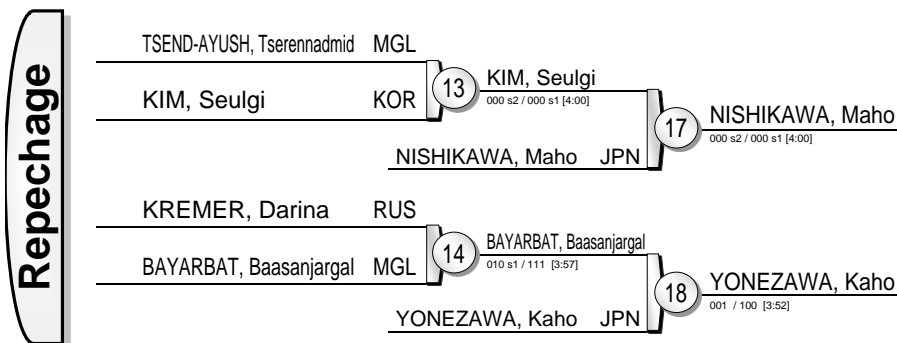 Repechage
TSEND-AYUSH, Tserennadmid MGL
KIM, Seulgi KOR
13
KIM, Seulgi
000 s2 / 000 s1 [4:00]
NISHIKAWA, Maho JPN
17
NISHIKAWA, Maho
000 s2 / 000 s1 [4:00]
KREMER, Darina RUS
BAYARBAT, Baasanjargal MGL
14
BAYARBAT, Baasanjargal
010 s1 / 111 [3:57]
YONEZAWA, Kaho JPN
18
YONEZAWA, Kaho
001 / 100 [3:52]